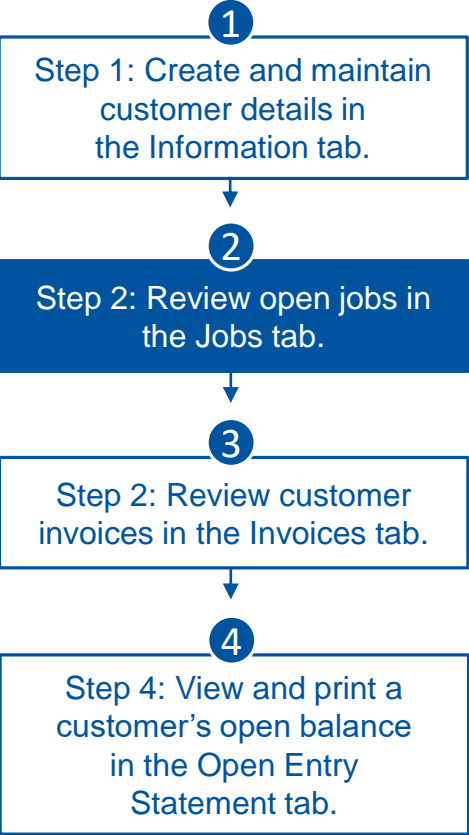 1
Step 1: Create and maintain
customer details in
the Information tab.
2
Step 2: Review open jobs in
the Jobs tab.
3
Step 2: Review customer
invoices in the Invoices tab.
4
Step 4: View and print a
customer’s open balance
in the Open Entry
Statement tab.